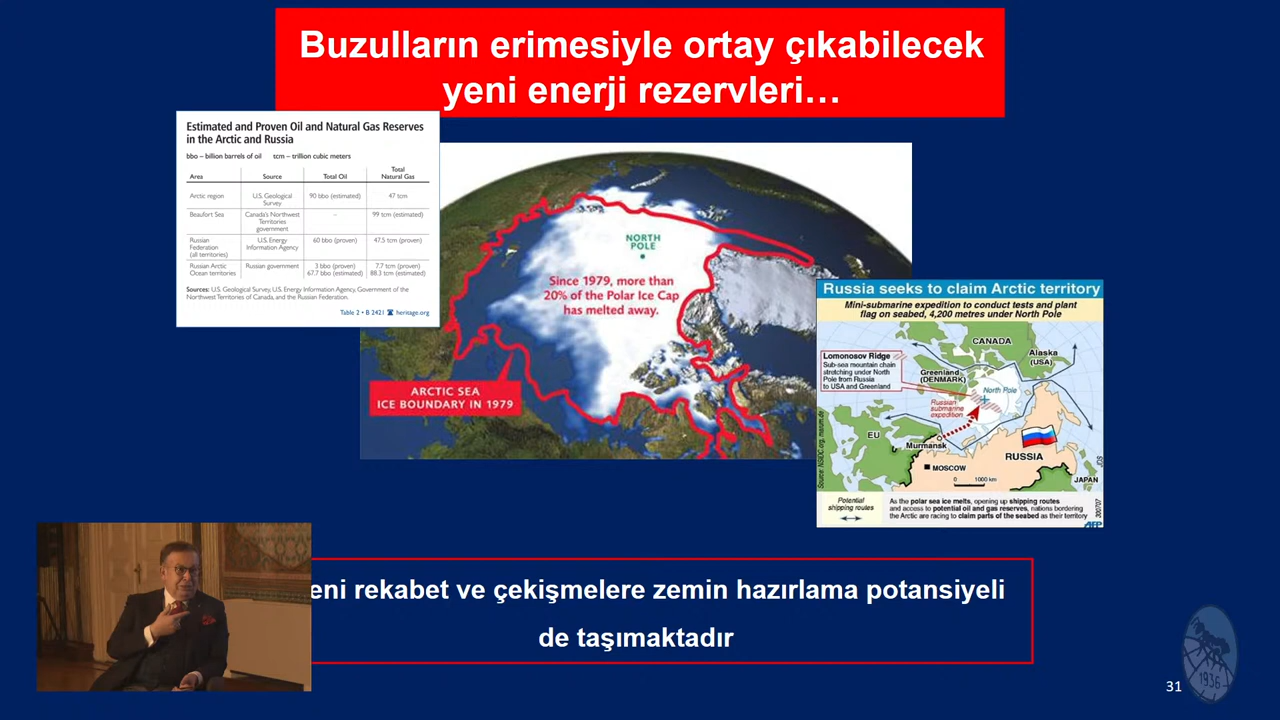 Buzulların erimesiyle ortay çıkabilecek
yeni enerji rezervleri…
Estimated and Proven Oil and Natural Gas Reserves
in the Arctic and Russia
bbo – billion barrels of oil tcm – trillion cubic meters
Area Source Total Oil Total Natural Gas
Arctic region U.S. Geological Survey 90 bbo (estimated) 47 tcm
Beaufort Sea Canada's Northwest Territories government – 99 tcm (estimated)
Russian Federation (all territories) U.S. Energy Information Agency 60 bbo (proven) 47.5 tcm (proven)
Russian Arctic Ocean territories Russian government 3 bbo (proven) 67.7 bbo (estimated) 7.7 tcm (proven) 88.3 tcm (estimated)
Sources: U.S. Geological Survey, U.S. Energy Information Agency, Government of the
Northwest Territories of Canada, and the Russian Federation.
Table 2 • B 2421 heritage.org
NORTH
POLE
Since 1979, more than
20% of the Polar Ice Cap
has melted away.
ARCTIC SEA
ICE BOUNDARY IN 1979
Russia seeks to claim Arctic territory
Mini-submarine expedition to conduct tests and plant
flag on seabed, 4,200 metres under North Pole
CANADA
Alaska
(USA)
Lomonosov Ridge
Sub-sea mountain chain
stretching under North
Pole from Russia
to USA and Greenland
Greenland
(DENMARK)
North Pole
Russian
submarine
expedition
EU
Murmansk
RUSSIA
MOSCOW
0 1000 km
JAPAN
Potential
shipping routes
As the polar sea ice melts, opening up shipping routes
and access to potential oil and gas reserves, nations bordering
the Arctic are racing to claim parts of the seabed as their territory
300707
AFP
eni rekabet ve çekişmelere zemin hazırlama potansiyeli
de taşımaktadır
31
1936